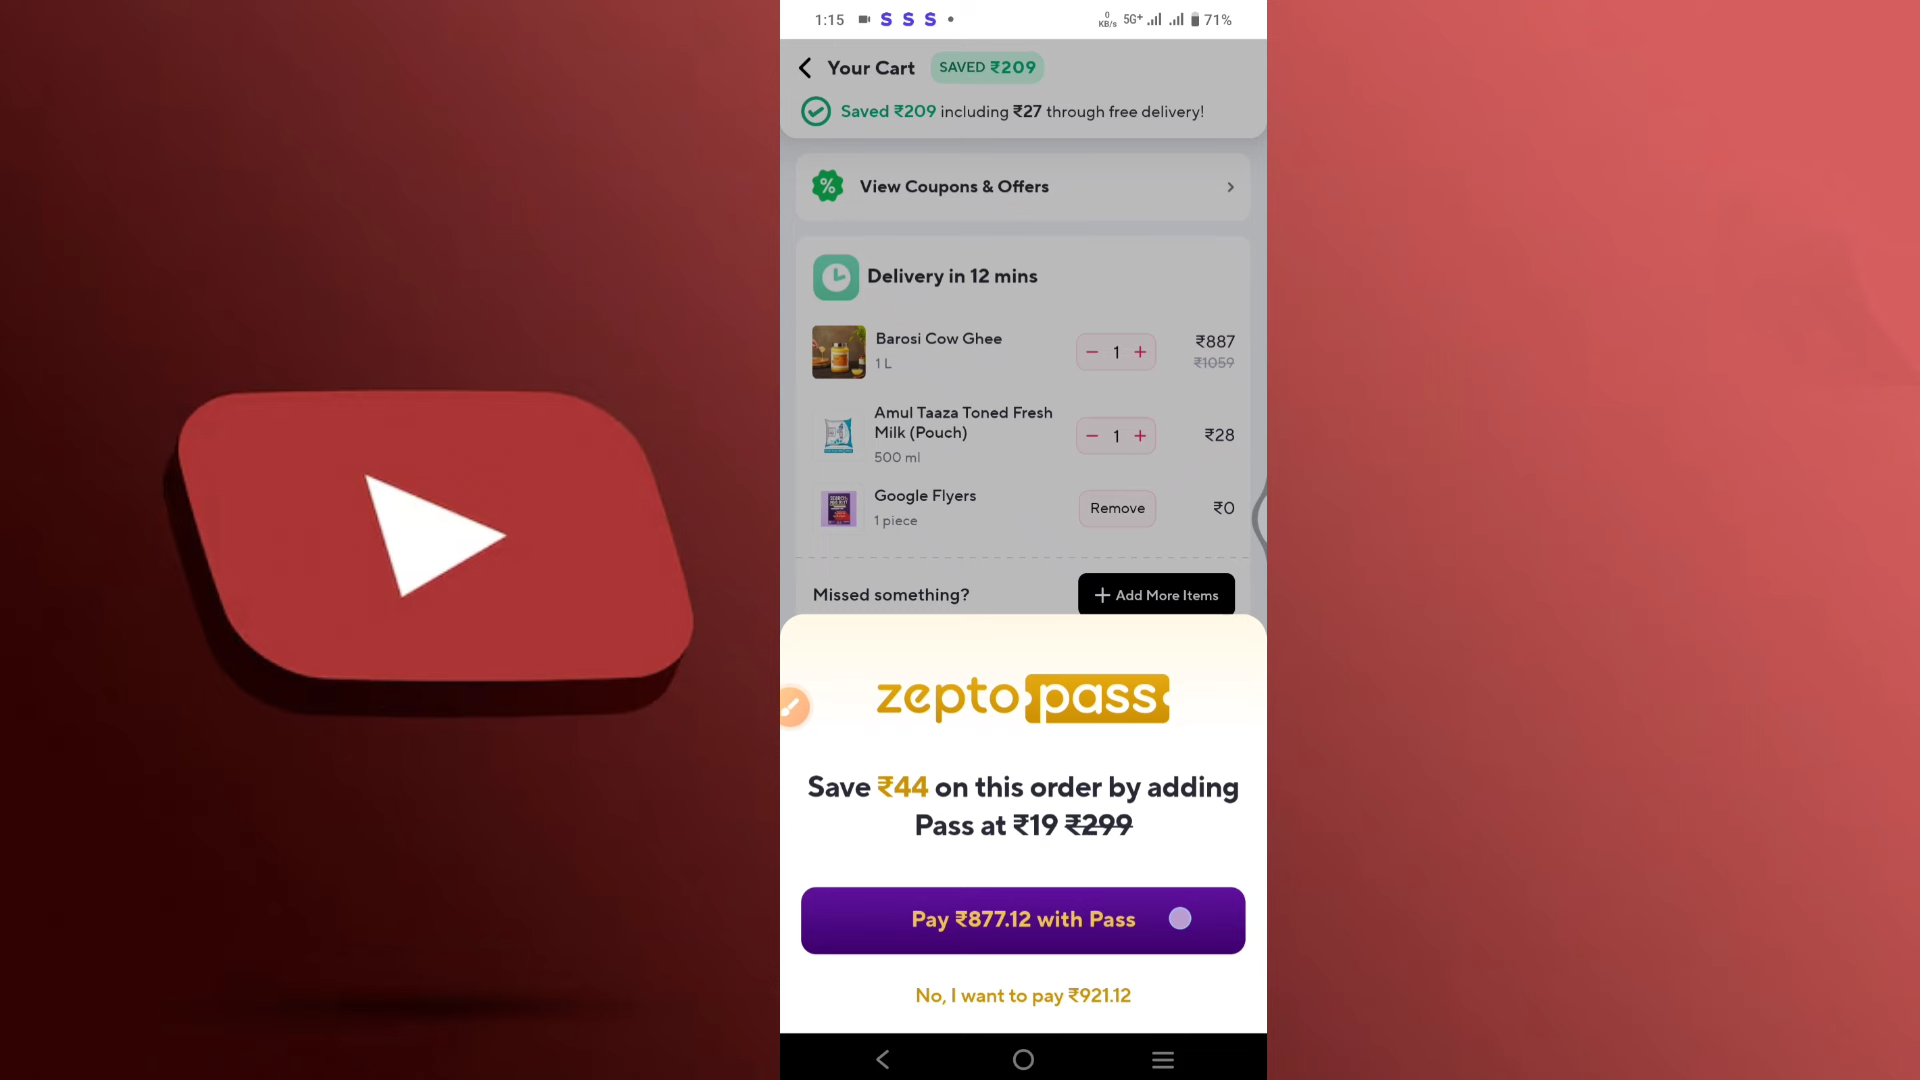 1:15 S S S • 0 KB/s 5G+ 71%
Your Cart SAVED ₹209
Saved ₹209 including ₹27 through free delivery!
View Coupons & Offers
Delivery in 12 mins
Barosi Cow Ghee
1 L
− 1 +
₹887
₹1059
Amul Taaza Toned Fresh
Milk (Pouch)
500 ml
− 1 +
₹28
Google Flyers
1 piece
Remove
₹0
Missed something?
+ Add More Items
zepto pass
Save ₹44 on this order by adding
Pass at ₹19 ₹299
Pay ₹877.12 with Pass
No, I want to pay ₹921.12